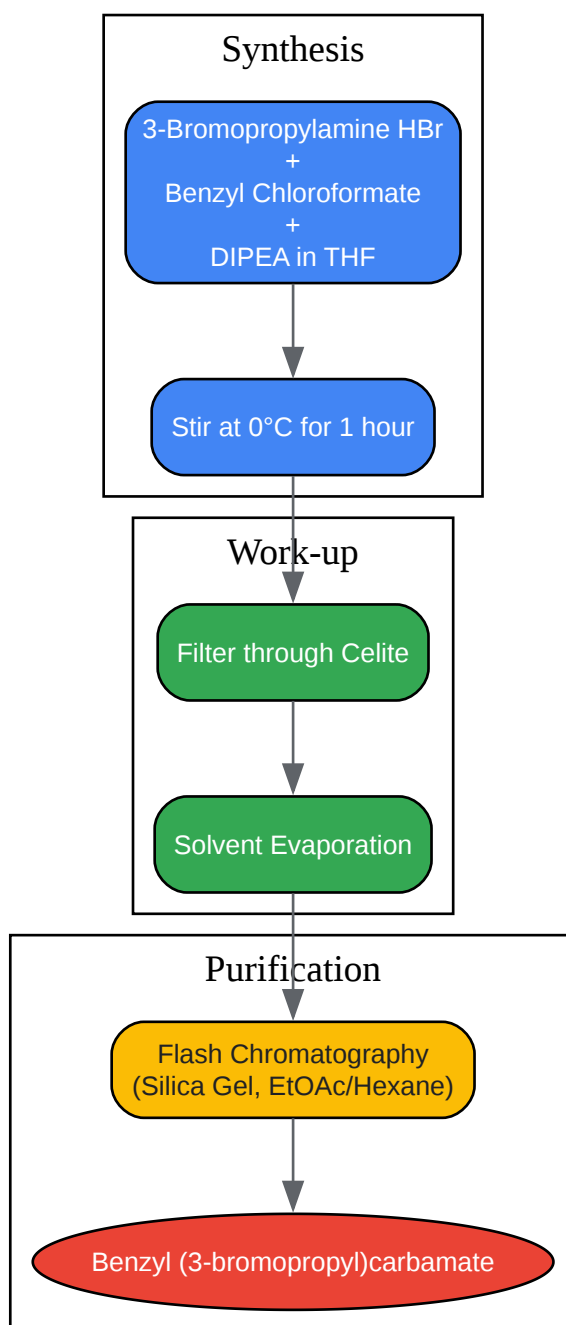 Synthesis
3-Bromopropylamine HBr
+
Benzyl Chloroformate
+
DIPEA in THF
Stir at 0°C for 1 hour
Work-up
Filter through Celite
Solvent Evaporation
Purification
Flash Chromatography
(Silica Gel, EtOAc/Hexane)
Benzyl (3-bromopropyl)carbamate